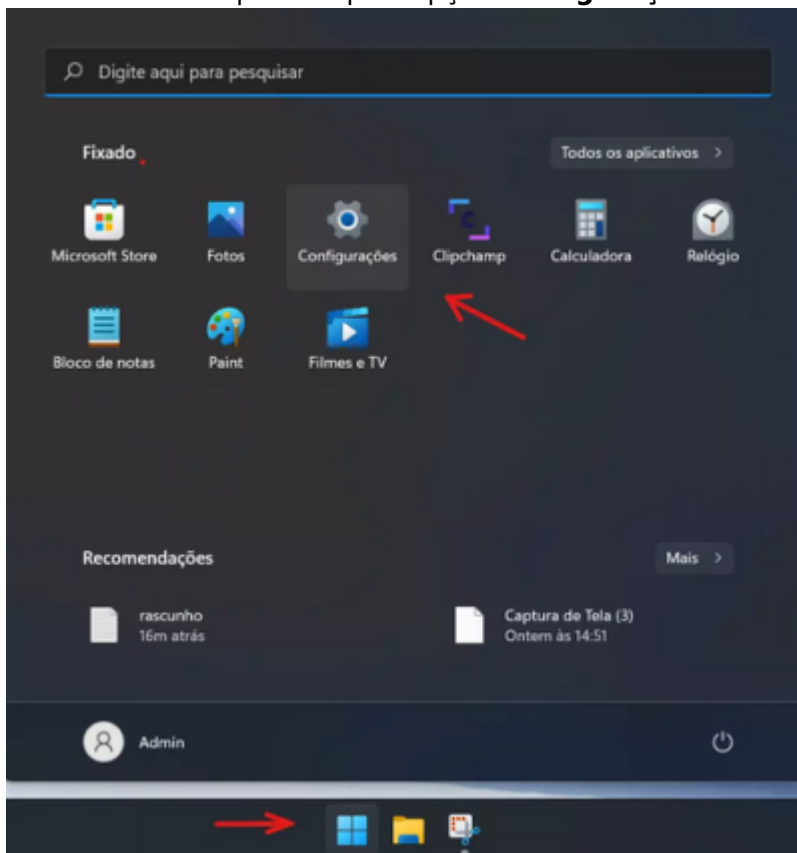 Digite aqui para pesquisar
Fixado
Todos os aplicativos >
Microsoft Store Fotos Configurações Clipchamp Calculadora Relógio
Bloco de notas Paint Filmes e TV
Recomendações
Mais >
rascunho
16m atrás
Captura de Tela (3)
Ontem às 14:51
Admin